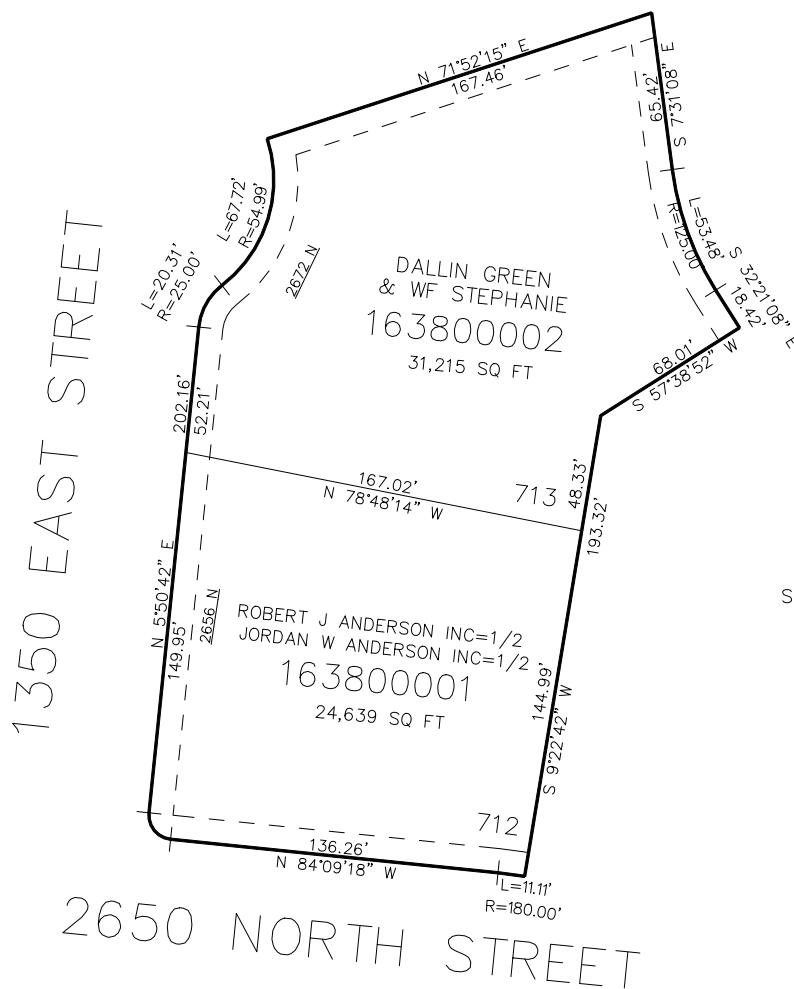 N 71°52'15" E
167.46'
65.42'
S 7°31'08" E
L=67.72'
R=54.99'
L=53.48'
R=125.00
L=20.31'
R=25.00'
2672 N
S 32°21'08" E
18.42'
DALLIN GREEN
& WF STEPHANIE
163800002
31,215 SQ FT
68.01'
S 57°38'52" W
202.16'
52.21'
1350 EAST STREET
167.02'
N 78°48'14" W
713
48.33'
193.32'
N 5°50'42" E
149.95'
2656 N
S
ROBERT J ANDERSON INC=1/2
JORDAN W ANDERSON INC=1/2
163800001
24,639 SQ FT
144.99'
S 9°22'42" W
712
136.26'
N 84°09'18" W
L=11.11'
R=180.00'
2650 NORTH STREET